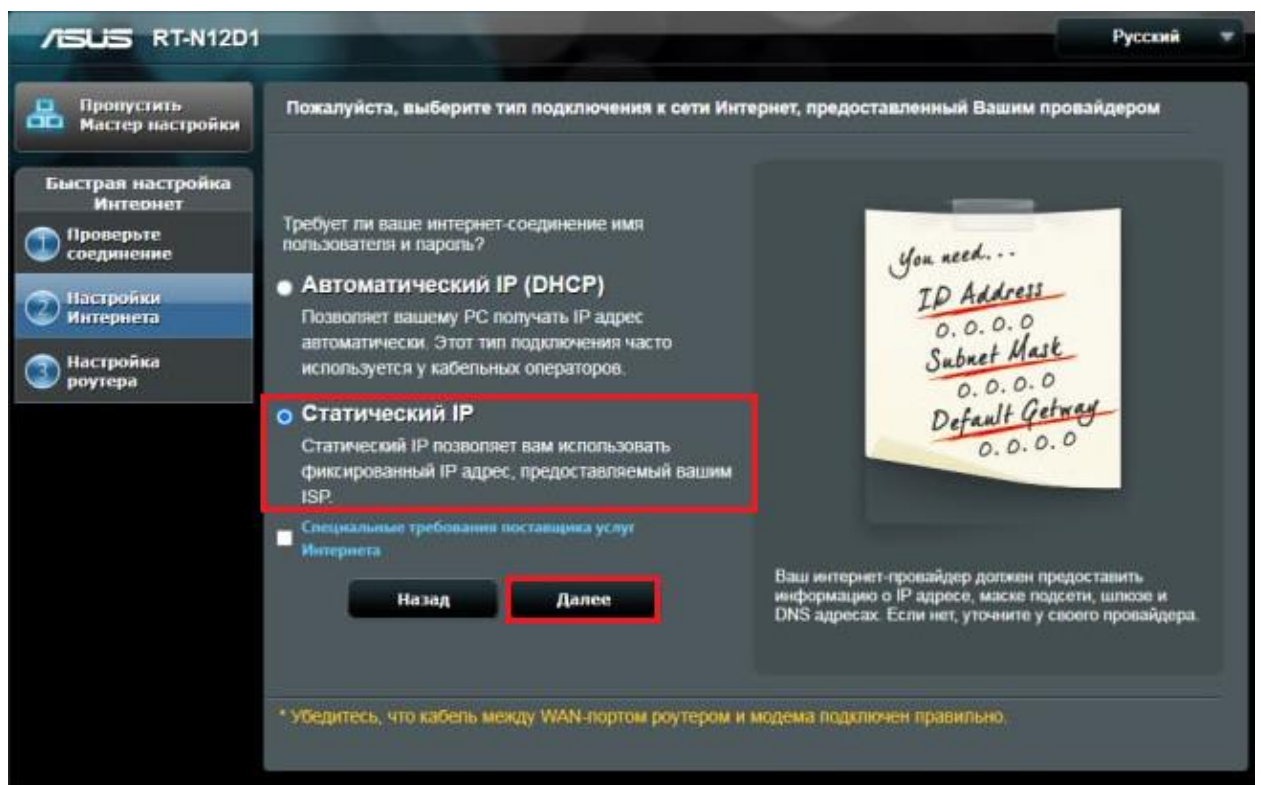 ASUS RT-N12D1
Русский
Пропустить
Мастер настройки
Быстрая настройка
Интернет
1 Проверьте
соединение
2 Настройки
Интернета
3 Настройка
роутера
Пожалуйста, выберите тип подключения к сети Интернет, предоставленный Вашим провайдером
Требует ли ваше интернет-соединение имя
пользователя и пароль?
Автоматический IP (DHCP)
Позволяет вашему PC получать IP адрес
автоматически. Этот тип подключения часто
используется у кабельных операторов.
Статический IP
Статический IP позволяет вам использовать
фиксированный IP адрес, предоставляемый вашим
ISP.
Специальные требования поставщика услуг
Интернета
Назад
Далее
You need...
ID Address
0.0.0.0
Subnet Mask
0.0.0.0
Default Getway
0.0.0.0
Ваш интернет-провайдер должен предоставить
информацию о IP адресе, маске подсети, шлюзе и
DNS адресах. Если нет, уточните у своего провайдера.
* Убедитесь, что кабель между WAN-портом роутером и модема подключен правильно.